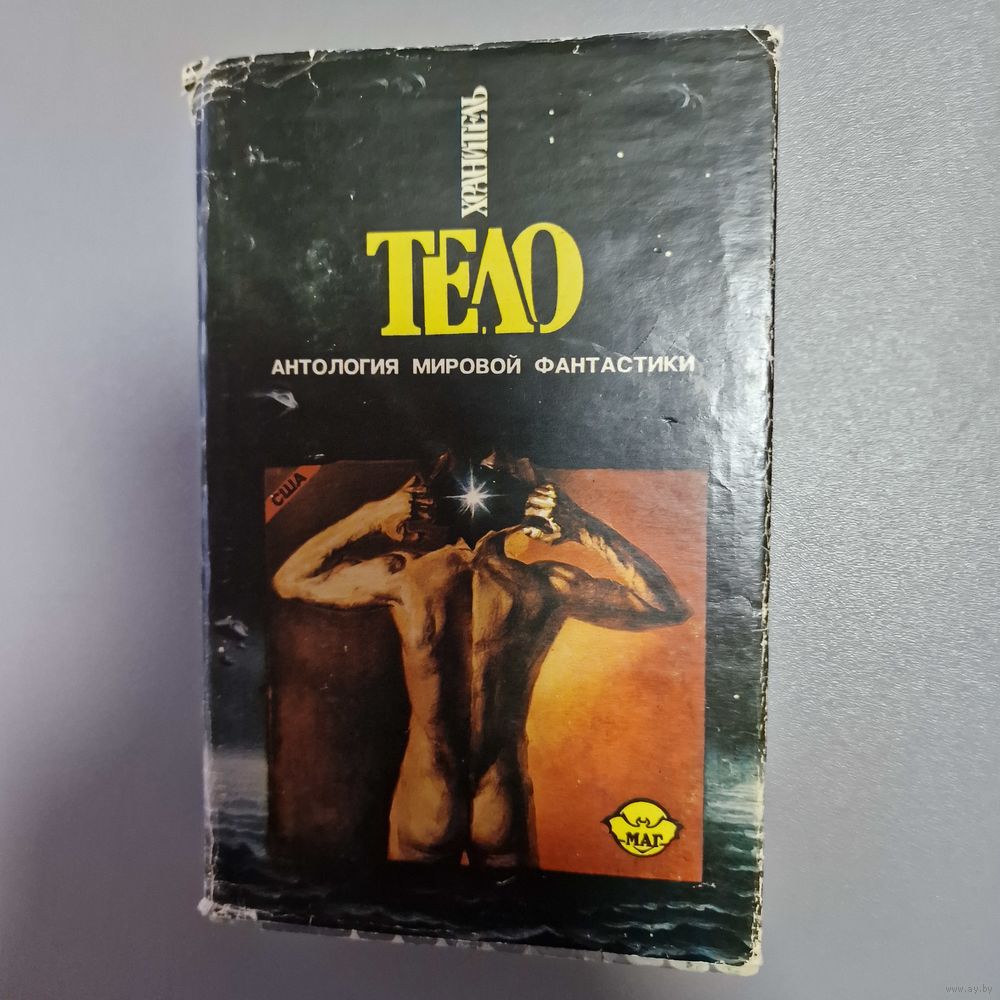 ХРАНИТЕЛЬ
ТЕЛО
АНТОЛОГИЯ МИРОВОЙ ФАНТАСТИКИ
США
МАГ
www.ay.by